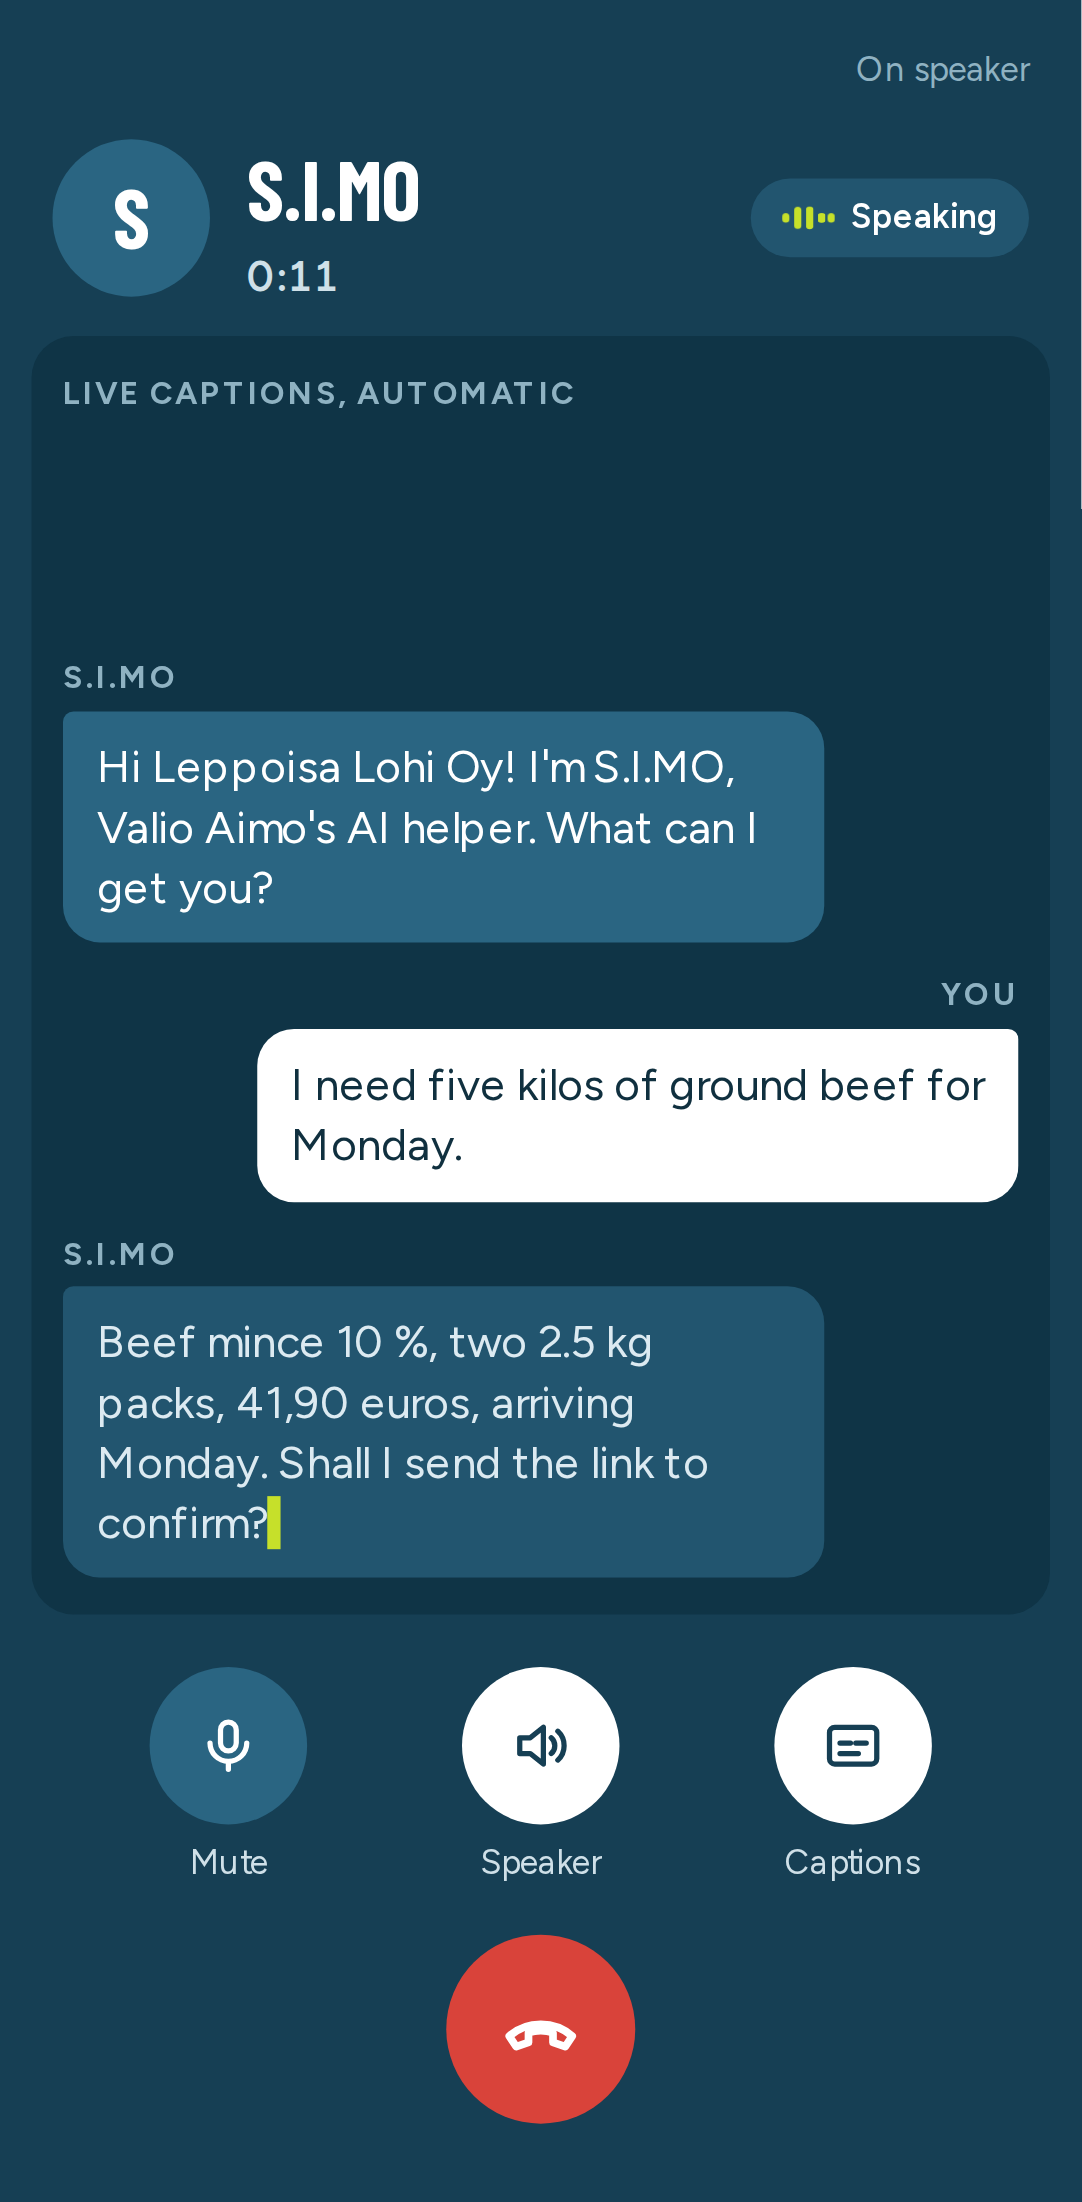 On speaker
S
S.I.MO
0:11
Speaking
LIVE CAPTIONS, AUTOMATIC
S.I.MO
Hi Leppoisa Lohi Oy! I'm S.I.MO,
Valio Aimo's AI helper. What can I
get you?
YOU
I need five kilos of ground beef for
Monday.
S.I.MO
Beef mince 10 %, two 2.5 kg
packs, 41,90 euros, arriving
Monday. Shall I send the link to
confirm?
Mute
Speaker
Captions